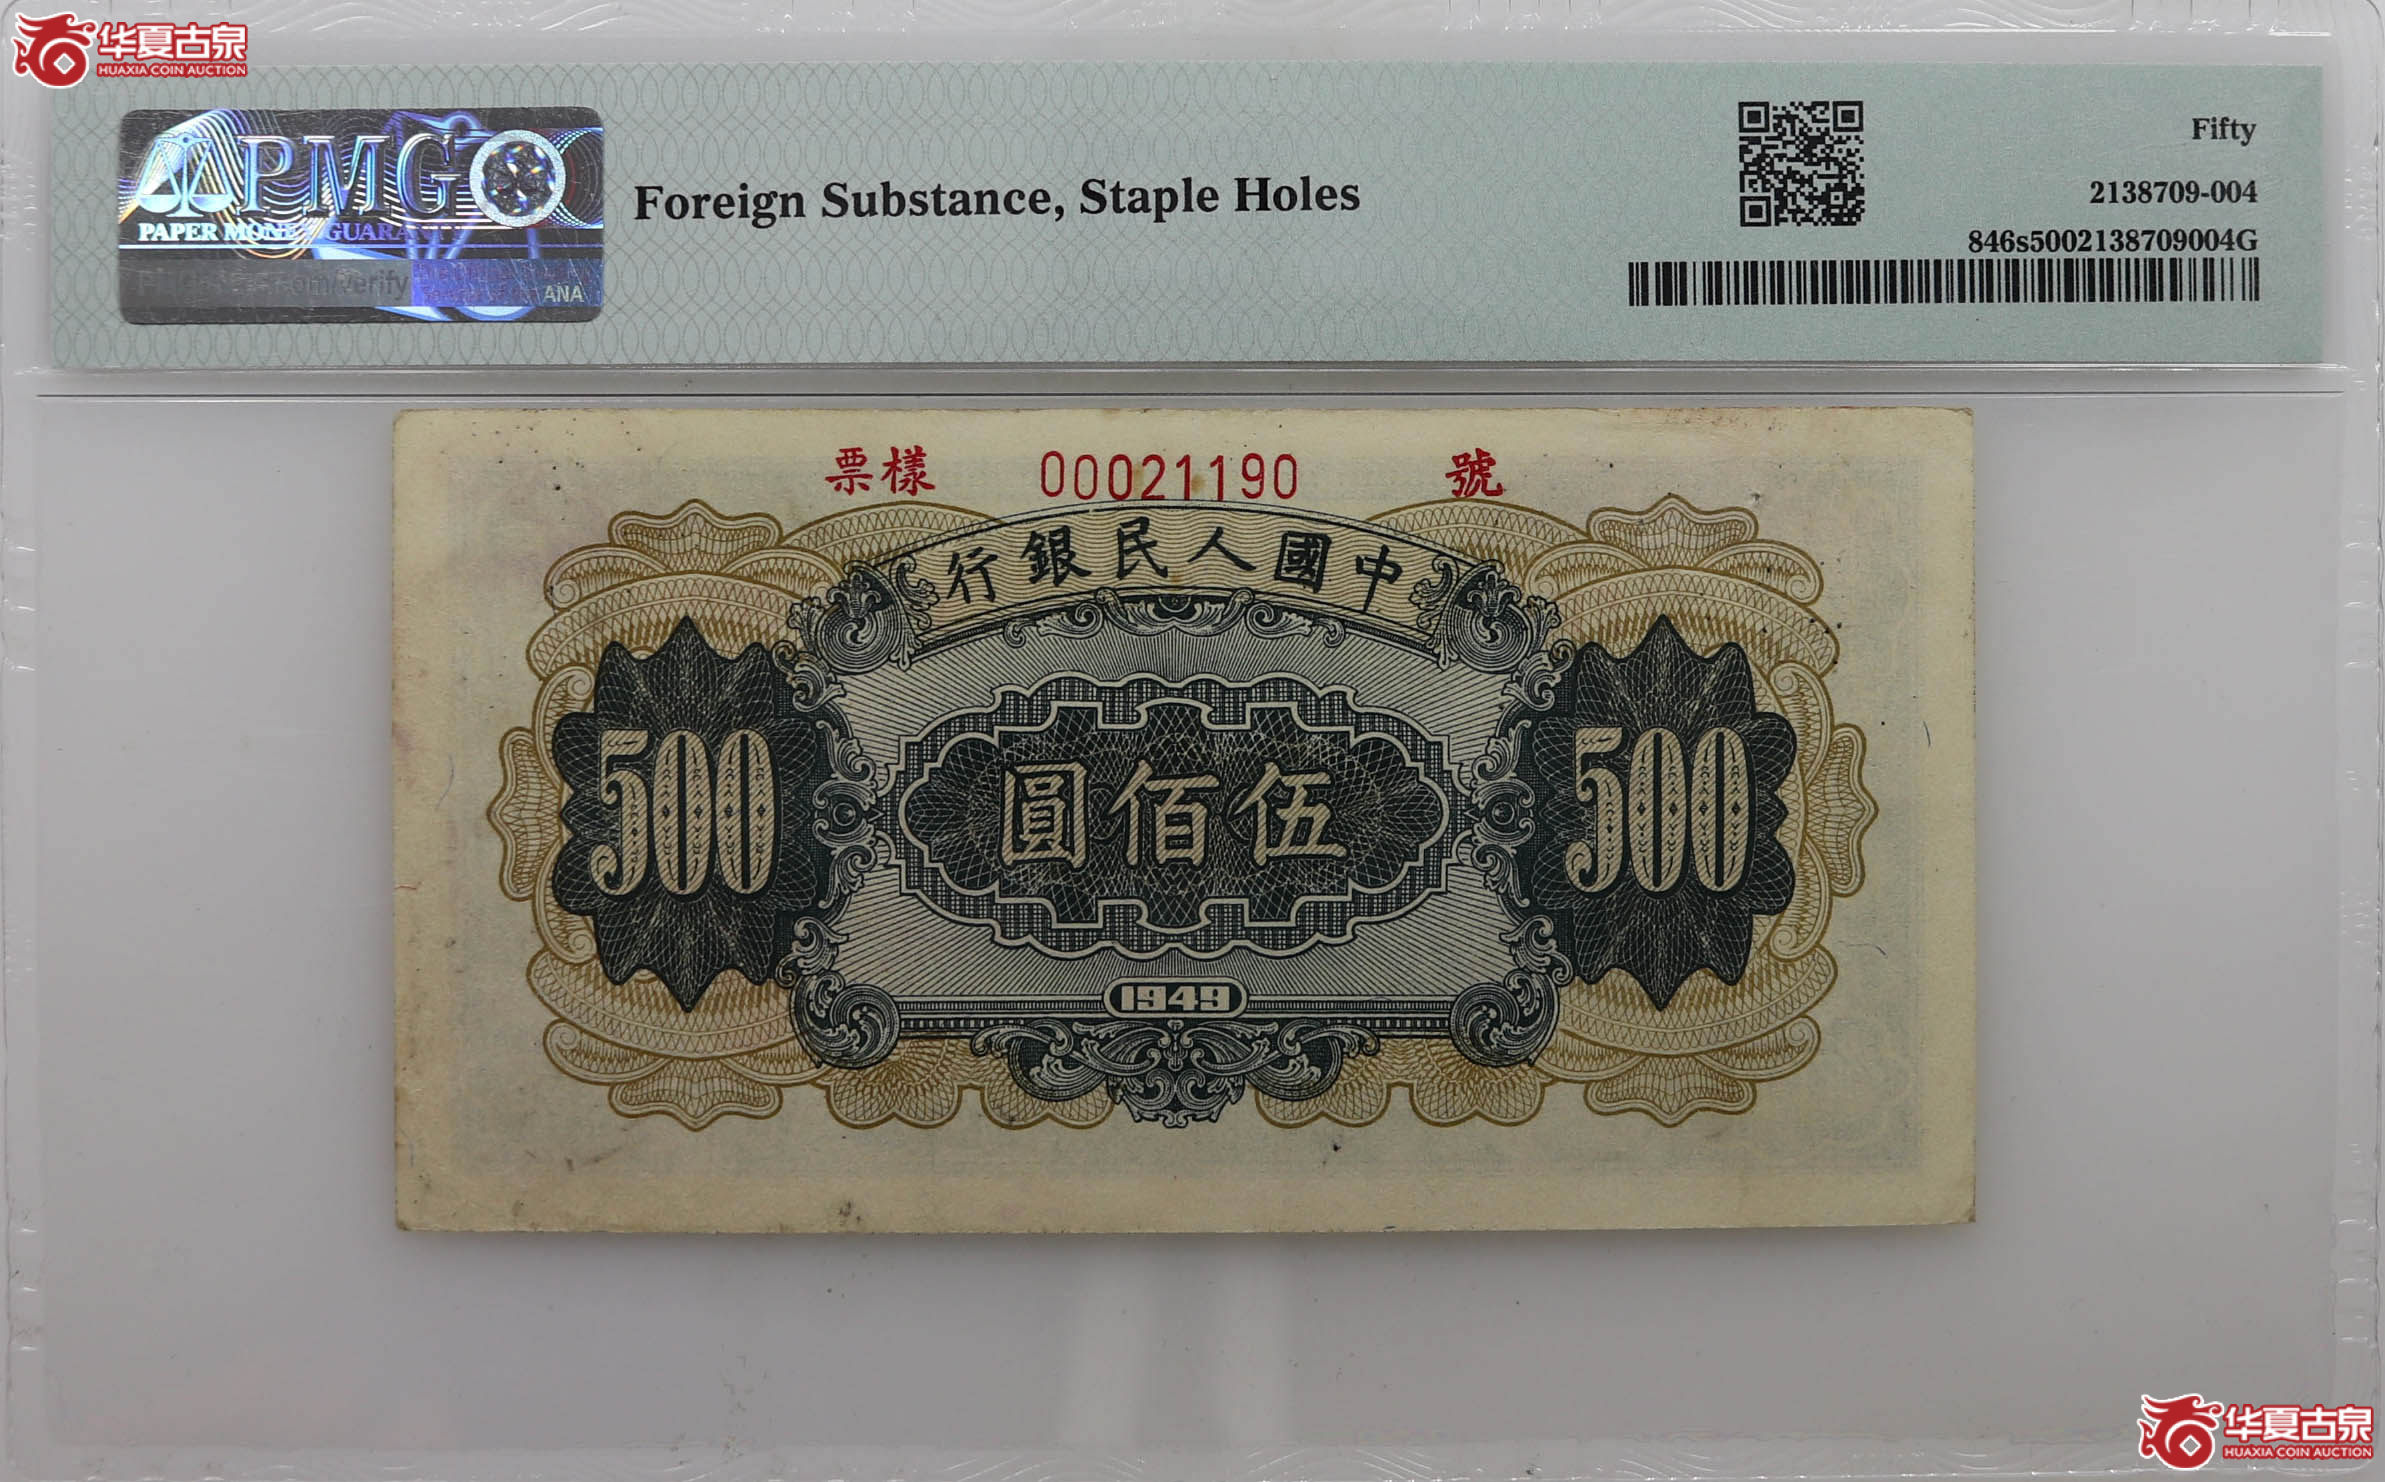 华夏古泉
HUAXIA COIN AUCTION
PMG
PAPER MONEY GUARANTY
ANA
Foreign Substance, Staple Holes
Fifty
2138709-004
846s5002138709004G
票樣 00021190 號
行銀民人國中
500 圓佰伍 500
1949
华夏古泉
HUAXIA COIN AUCTION